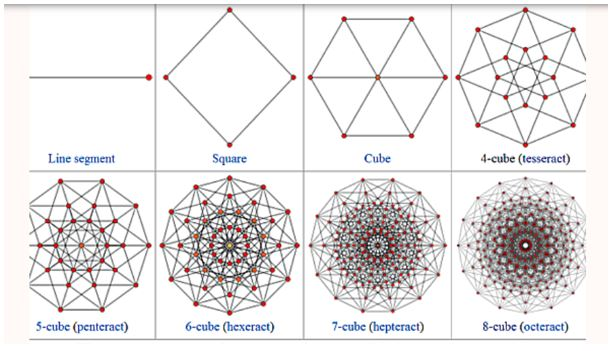 Line segment
Square
Cube
4-cube (tesseract)
5-cube (penteract)
6-cube (hexeract)
7-cube (hepteract)
8-cube (octeract)